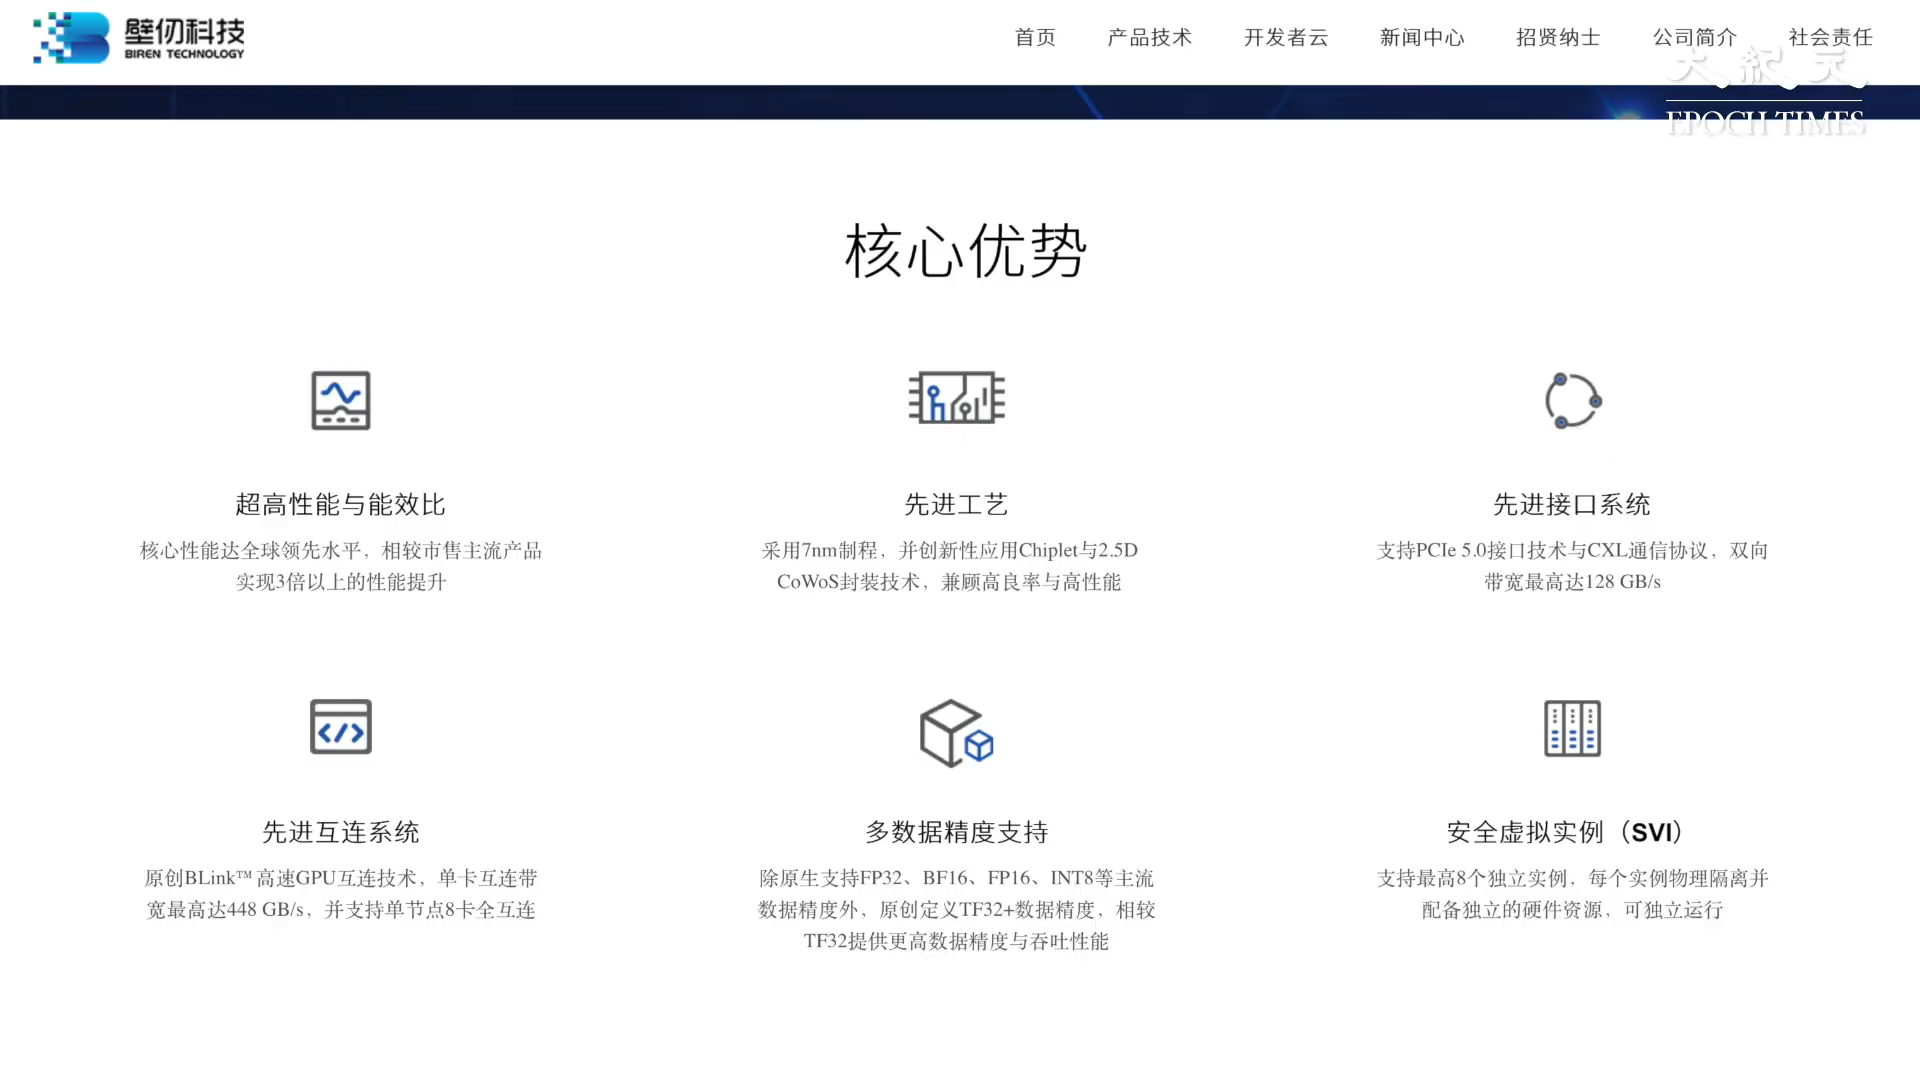 壁仞科技
BIREN TECHNOLOGY
首页 产品技术 开发者云 新闻中心 招贤纳士 公司简介 社会责任
大紀元
EPOCH TIMES
核心优势
超高性能与能效比
核心性能达全球领先水平，相较市售主流产品
实现3倍以上的性能提升
先进工艺
采用7nm制程，并创新性应用Chiplet与2.5D
CoWoS封装技术，兼顾高良率与高性能
先进接口系统
支持PCIe 5.0接口技术与CXL通信协议，双向
带宽最高达128 GB/s
先进互连系统
原创BLink™ 高速GPU互连技术，单卡互连带
宽最高达448 GB/s，并支持单节点8卡全互连
多数据精度支持
除原生支持FP32、BF16、FP16、INT8等主流
数据精度外，原创定义TF32+数据精度，相较
TF32提供更高数据精度与吞吐性能
安全虚拟实例（SVI）
支持最高8个独立实例，每个实例物理隔离并
配备独立的硬件资源，可独立运行